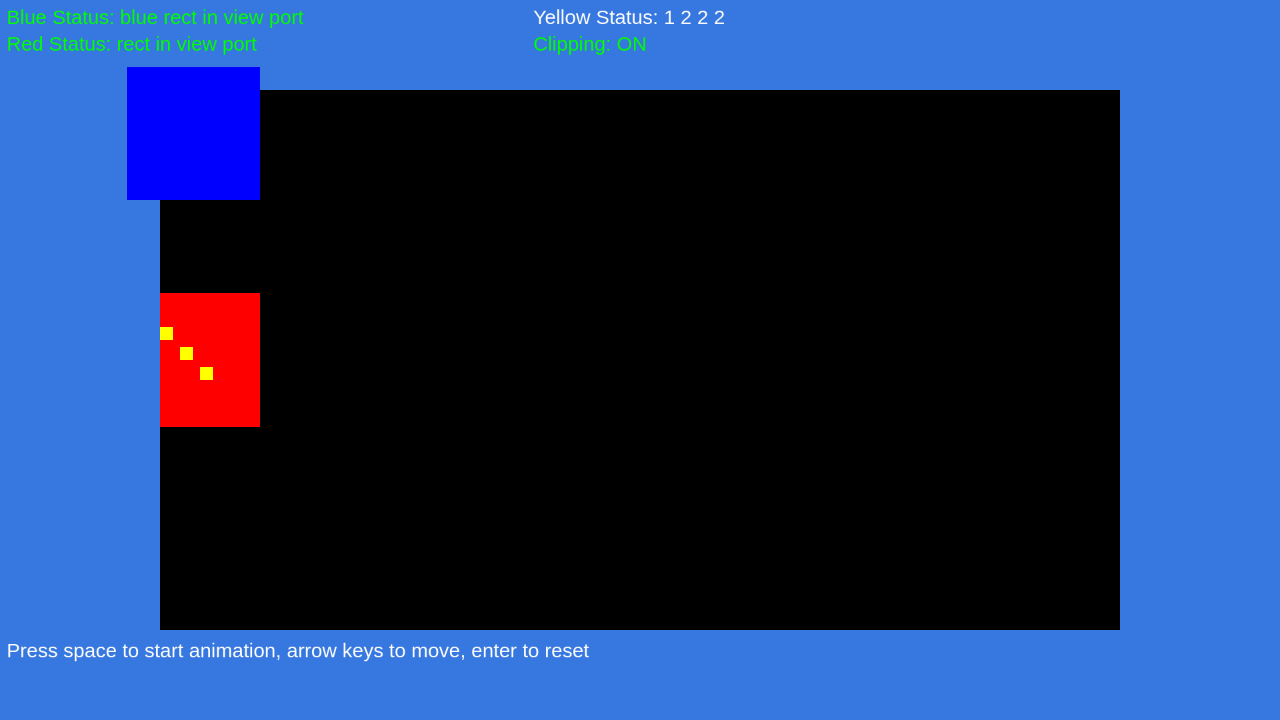 Blue Status: blue rect in view port
Yellow Status: 1 2 2 2
Red Status: rect in view port
Clipping: ON
Press space to start animation, arrow keys to move, enter to reset